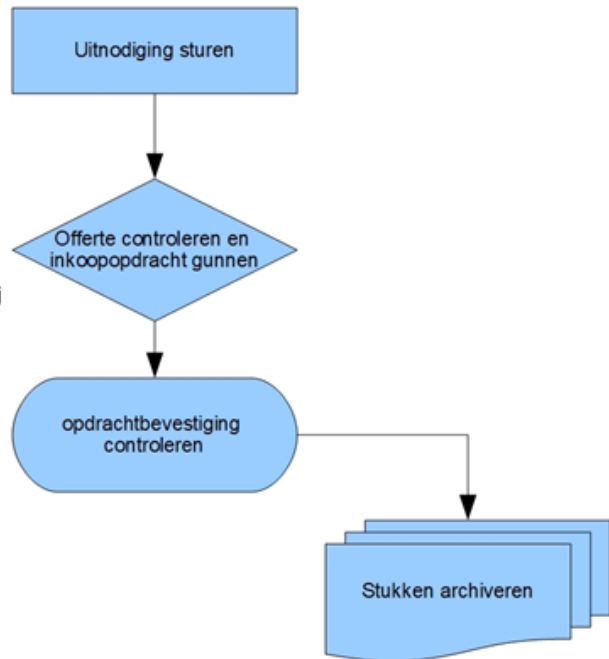 Uitnodiging sturen
Offerte controleren en
inkoopopdracht gunnen
opdrachtbevestiging
controleren
Stukken archiveren